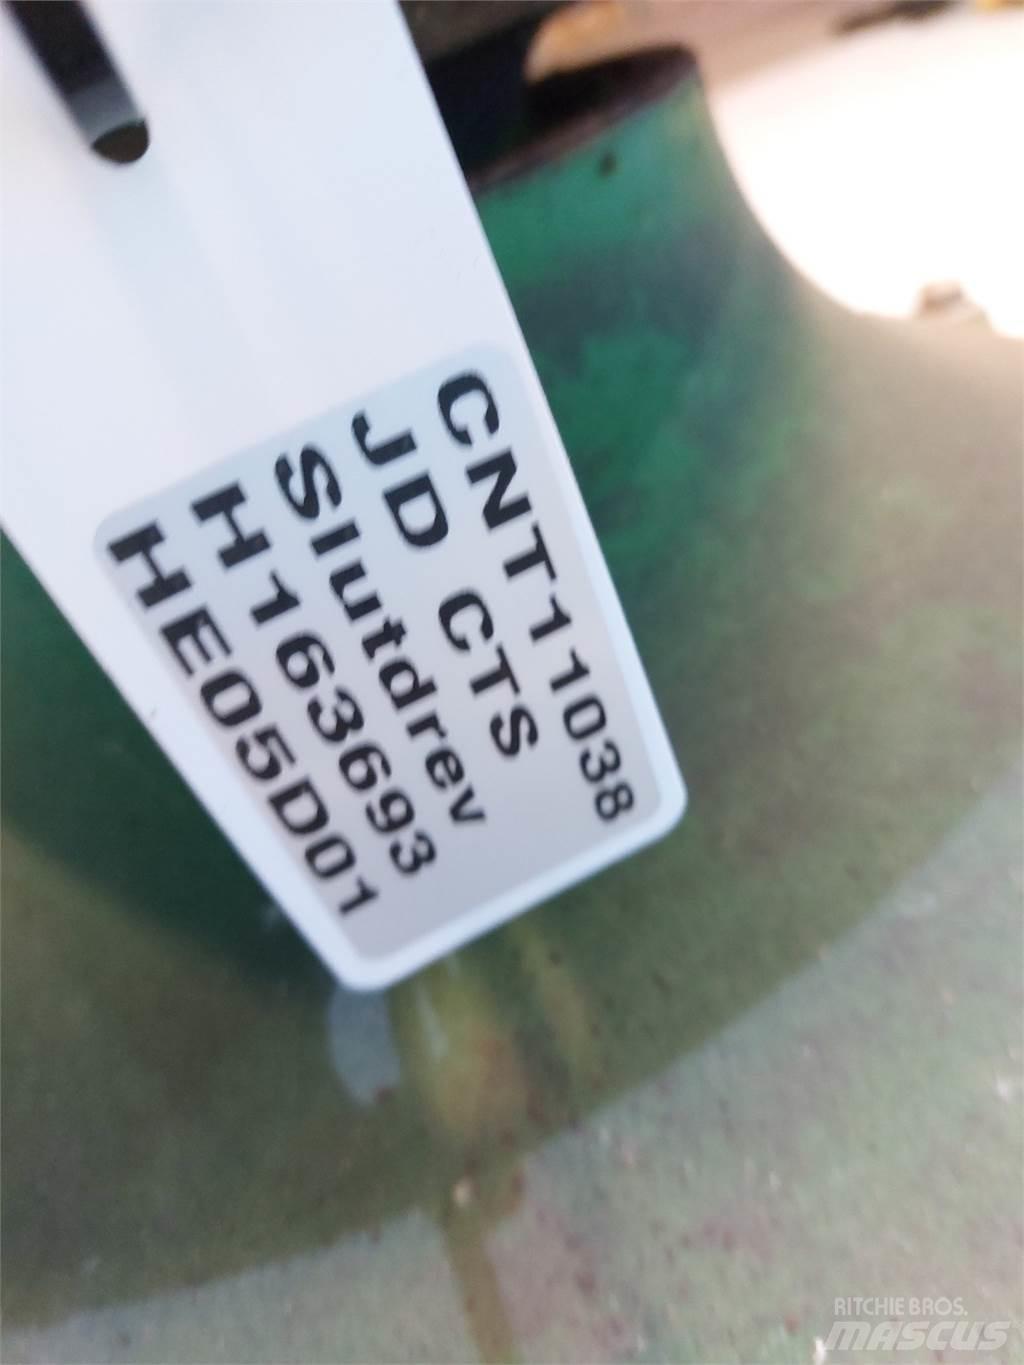 CNT11038
JD CTS
Slutdrev
H163693
HE05D01
RITCHIE BROS.
MASCUS